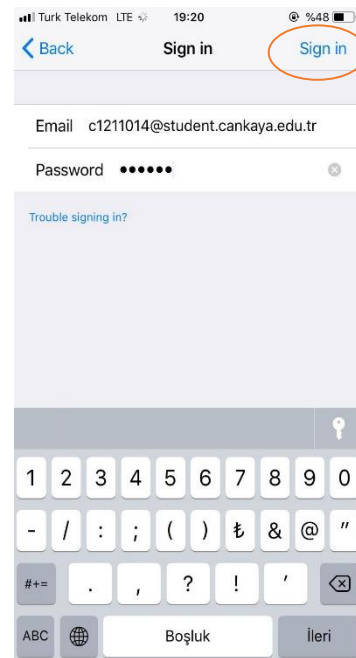 Turk Telekom LTE 19:20 %48
Back Sign in Sign in
Email c1211014@student.cankaya.edu.tr
Password ••••••
Trouble signing in?
1 2 3 4 5 6 7 8 9 0
- / : ; ( ) ₺ & @ "
#+= . , ? ! '
ABC Boşluk İleri